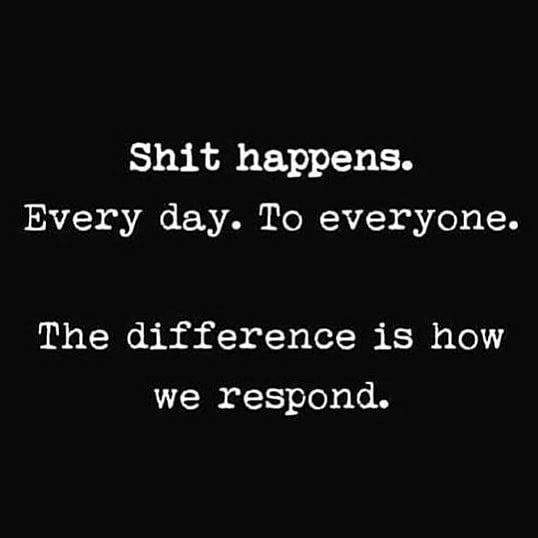 Shit happens.
Every day. To everyone.
The difference is how
we respond.